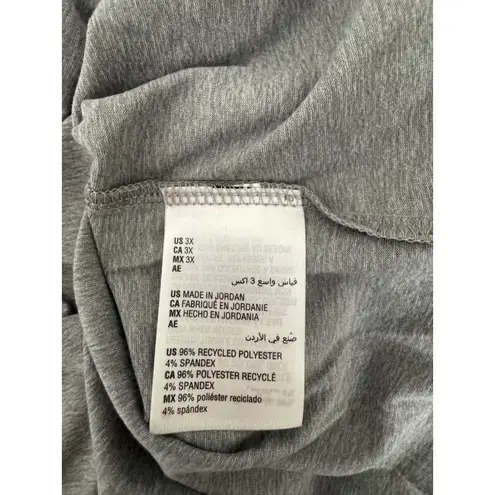 US 3X
CA 3X
MX 3X
AE
قياس واسع 3 اكس
US MADE IN JORDAN
CA FABRIQUÉ EN JORDANIE
MX HECHO EN JORDANIA
AE
صُنع في الأردن
US 96% RECYCLED POLYESTER
4% SPANDEX
CA 96% POLYESTER RECYCLÉ
4% SPANDEX
MX 96% poliéster reciclado
4% spándex